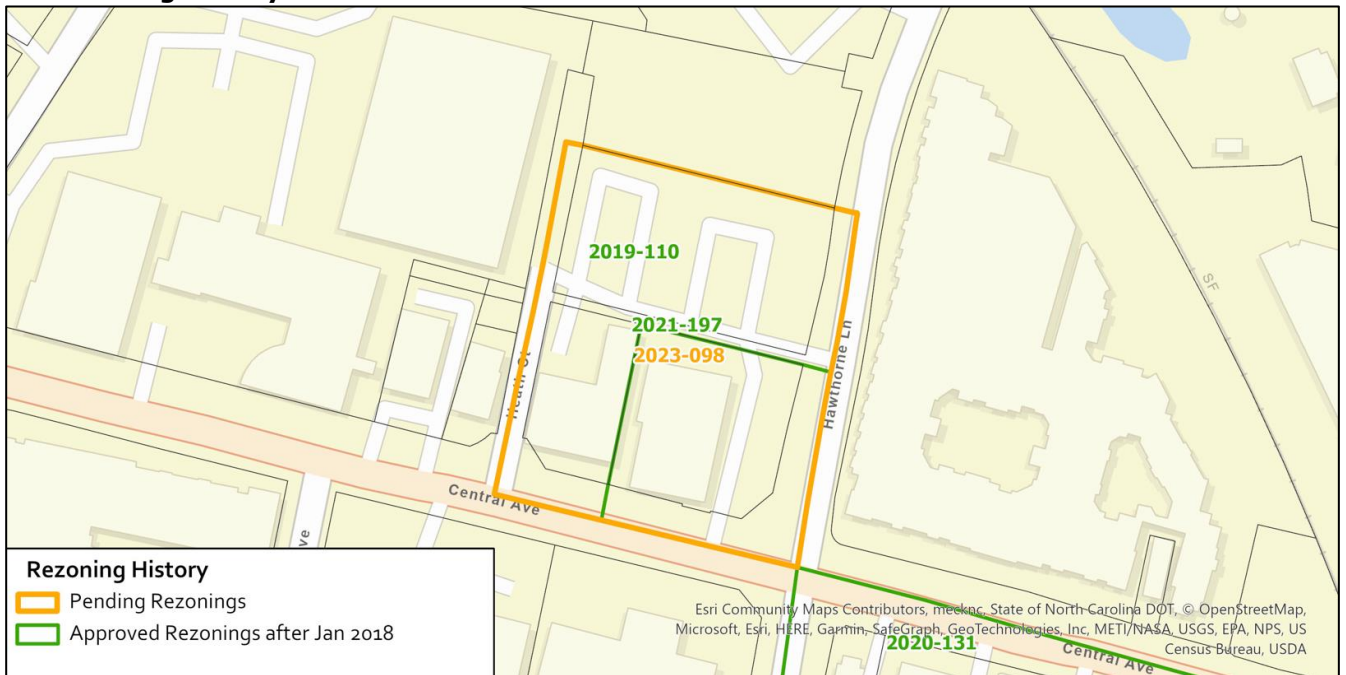 2019-110
2021-197
2023-098
Heath Ct
Hawthorne Ln
SF
Central Ave
ve
Rezoning History
Pending Rezonings
Approved Rezonings after Jan 2018
Esri Community Maps Contributors, mecknc, State of North Carolina DOT, © OpenStreetMap,
Microsoft, Esri, HERE, Garmin, SafeGraph, GeoTechnologies, Inc, METI/NASA, USGS, EPA, NPS, US
Census Bureau, USDA
2020-131
Central Ave